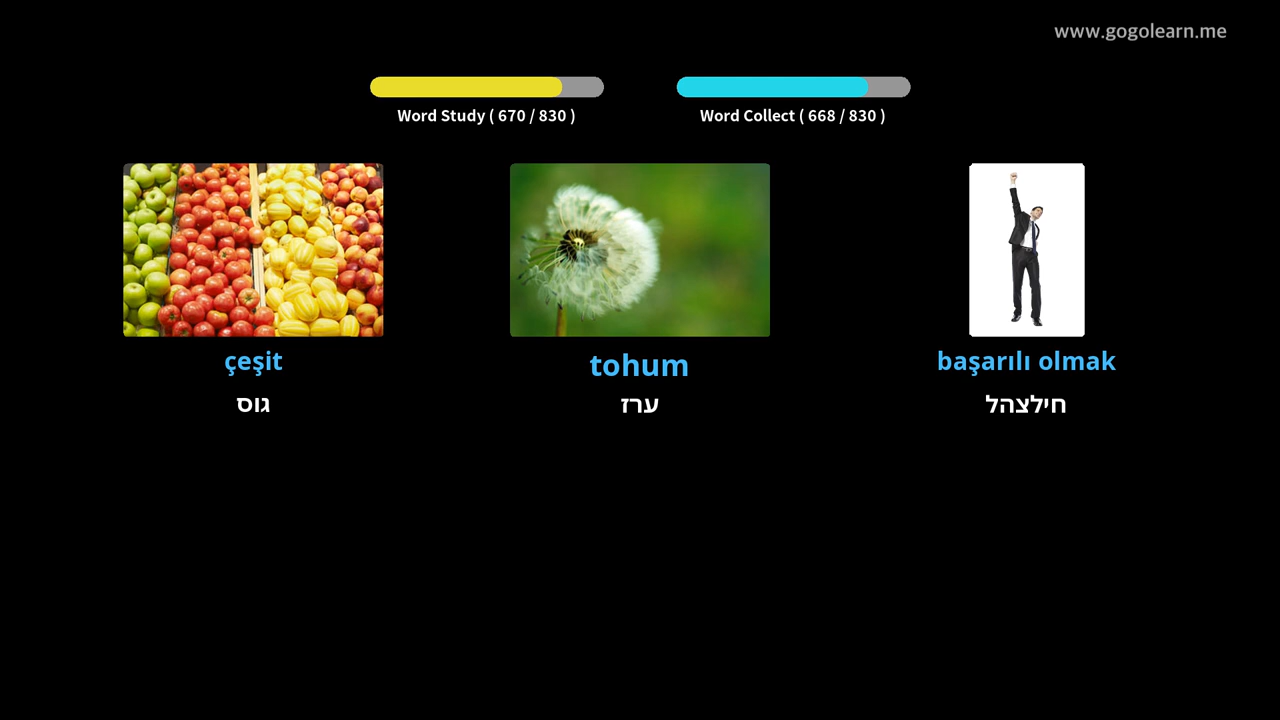 www.gogolearn.me
Word Study ( 670 / 830 )
Word Collect ( 668 / 830 )
çeşit
tohum
başarılı olmak
גוס
ערז
חילצהל